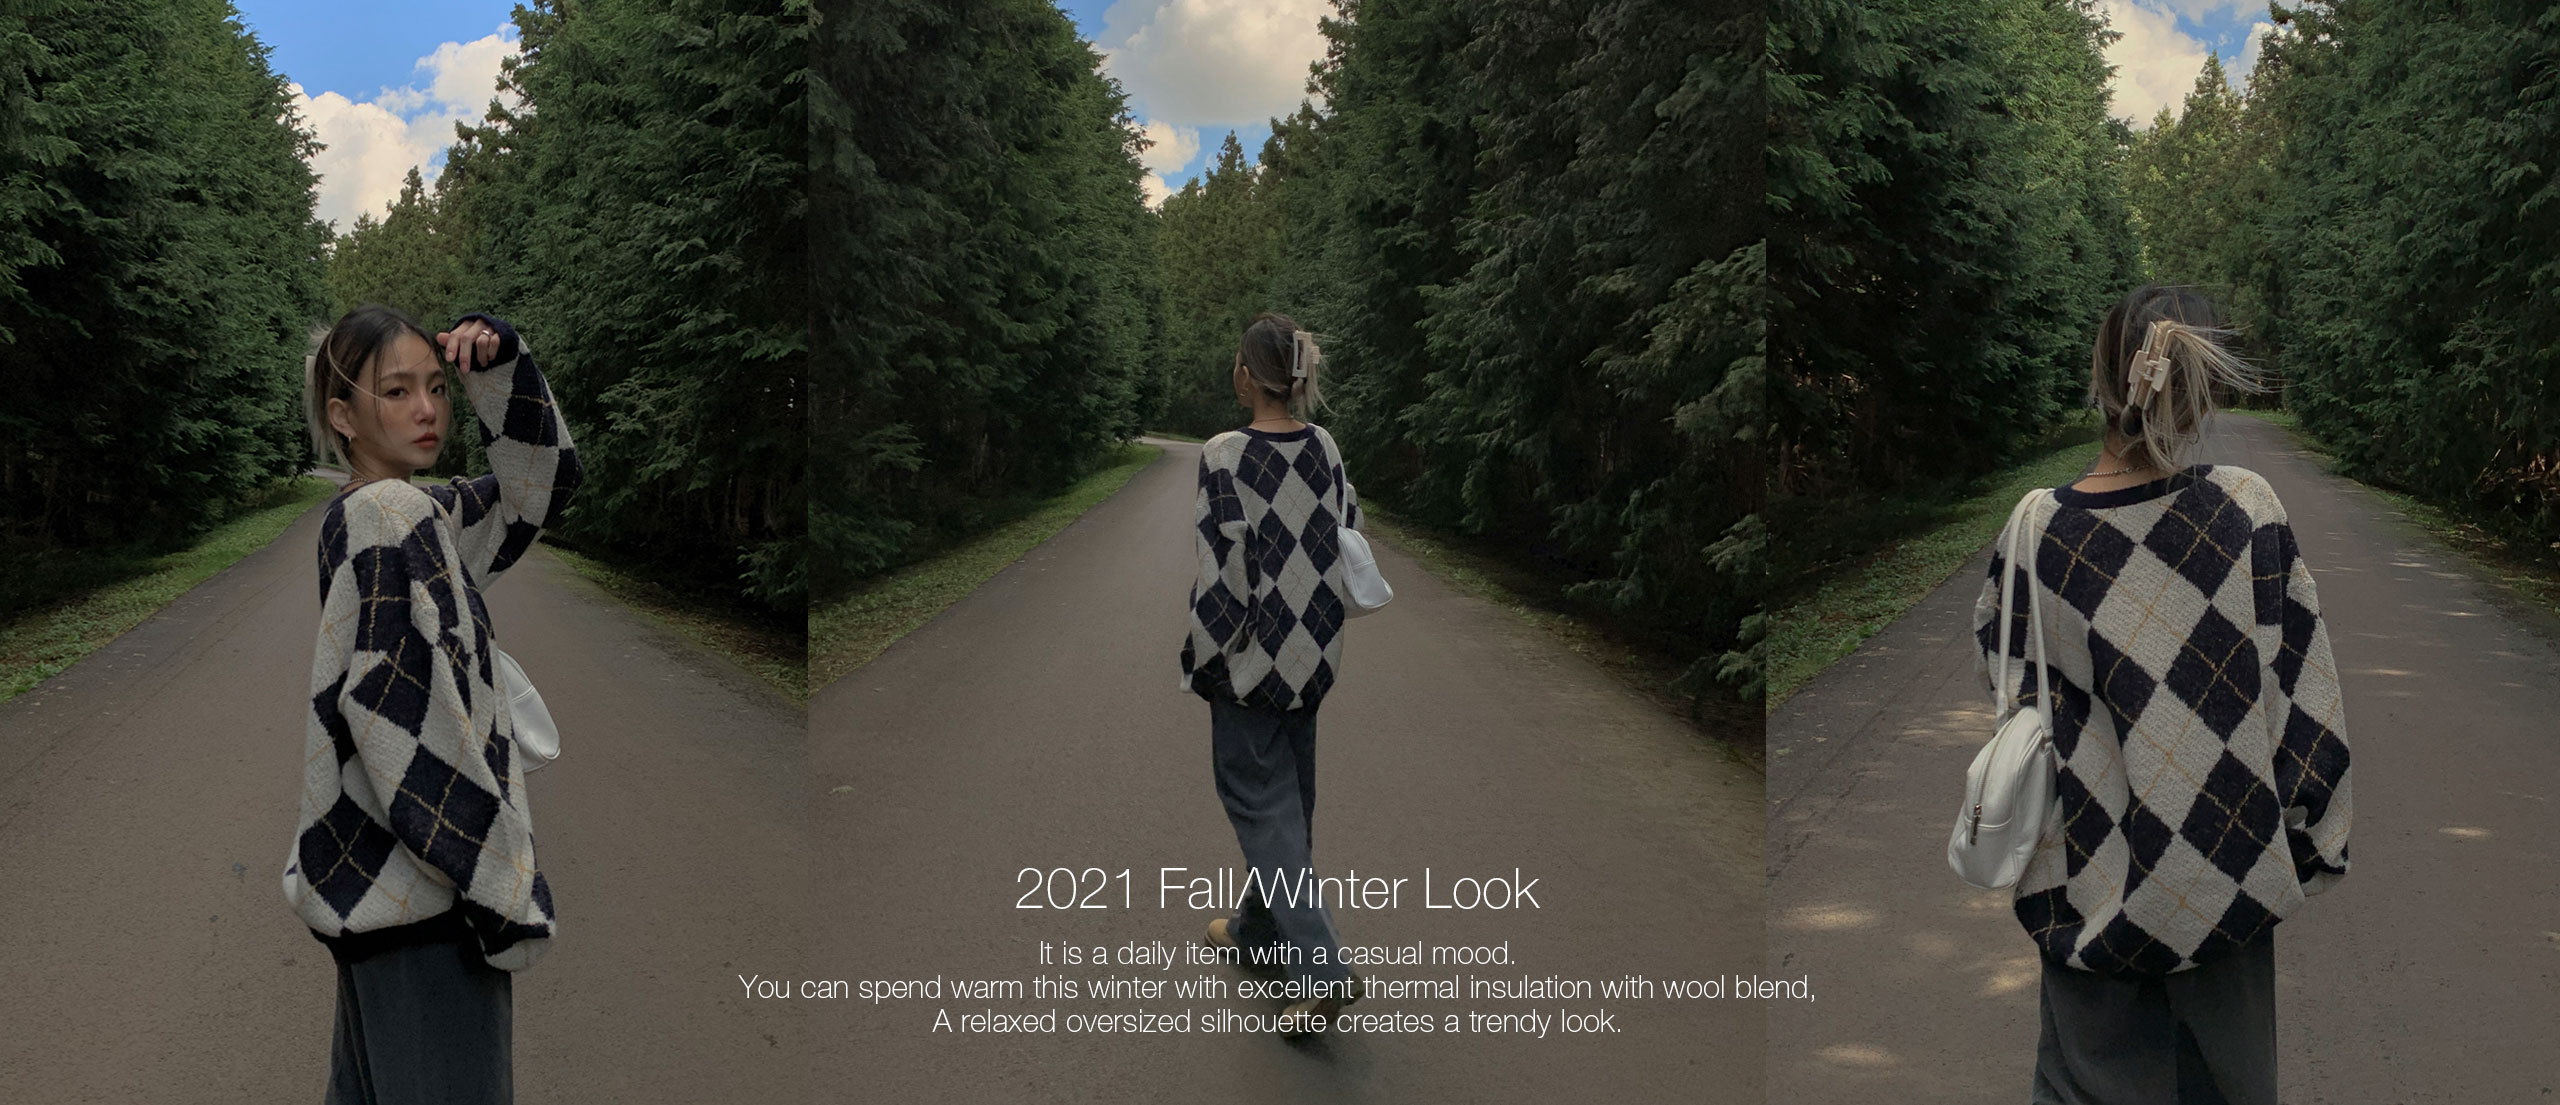 2021 Fall/Winter Look
It is a daily item with a casual mood.
You can spend warm this winter with excellent thermal insulation with wool blend,
A relaxed oversized silhouette creates a trendy look.